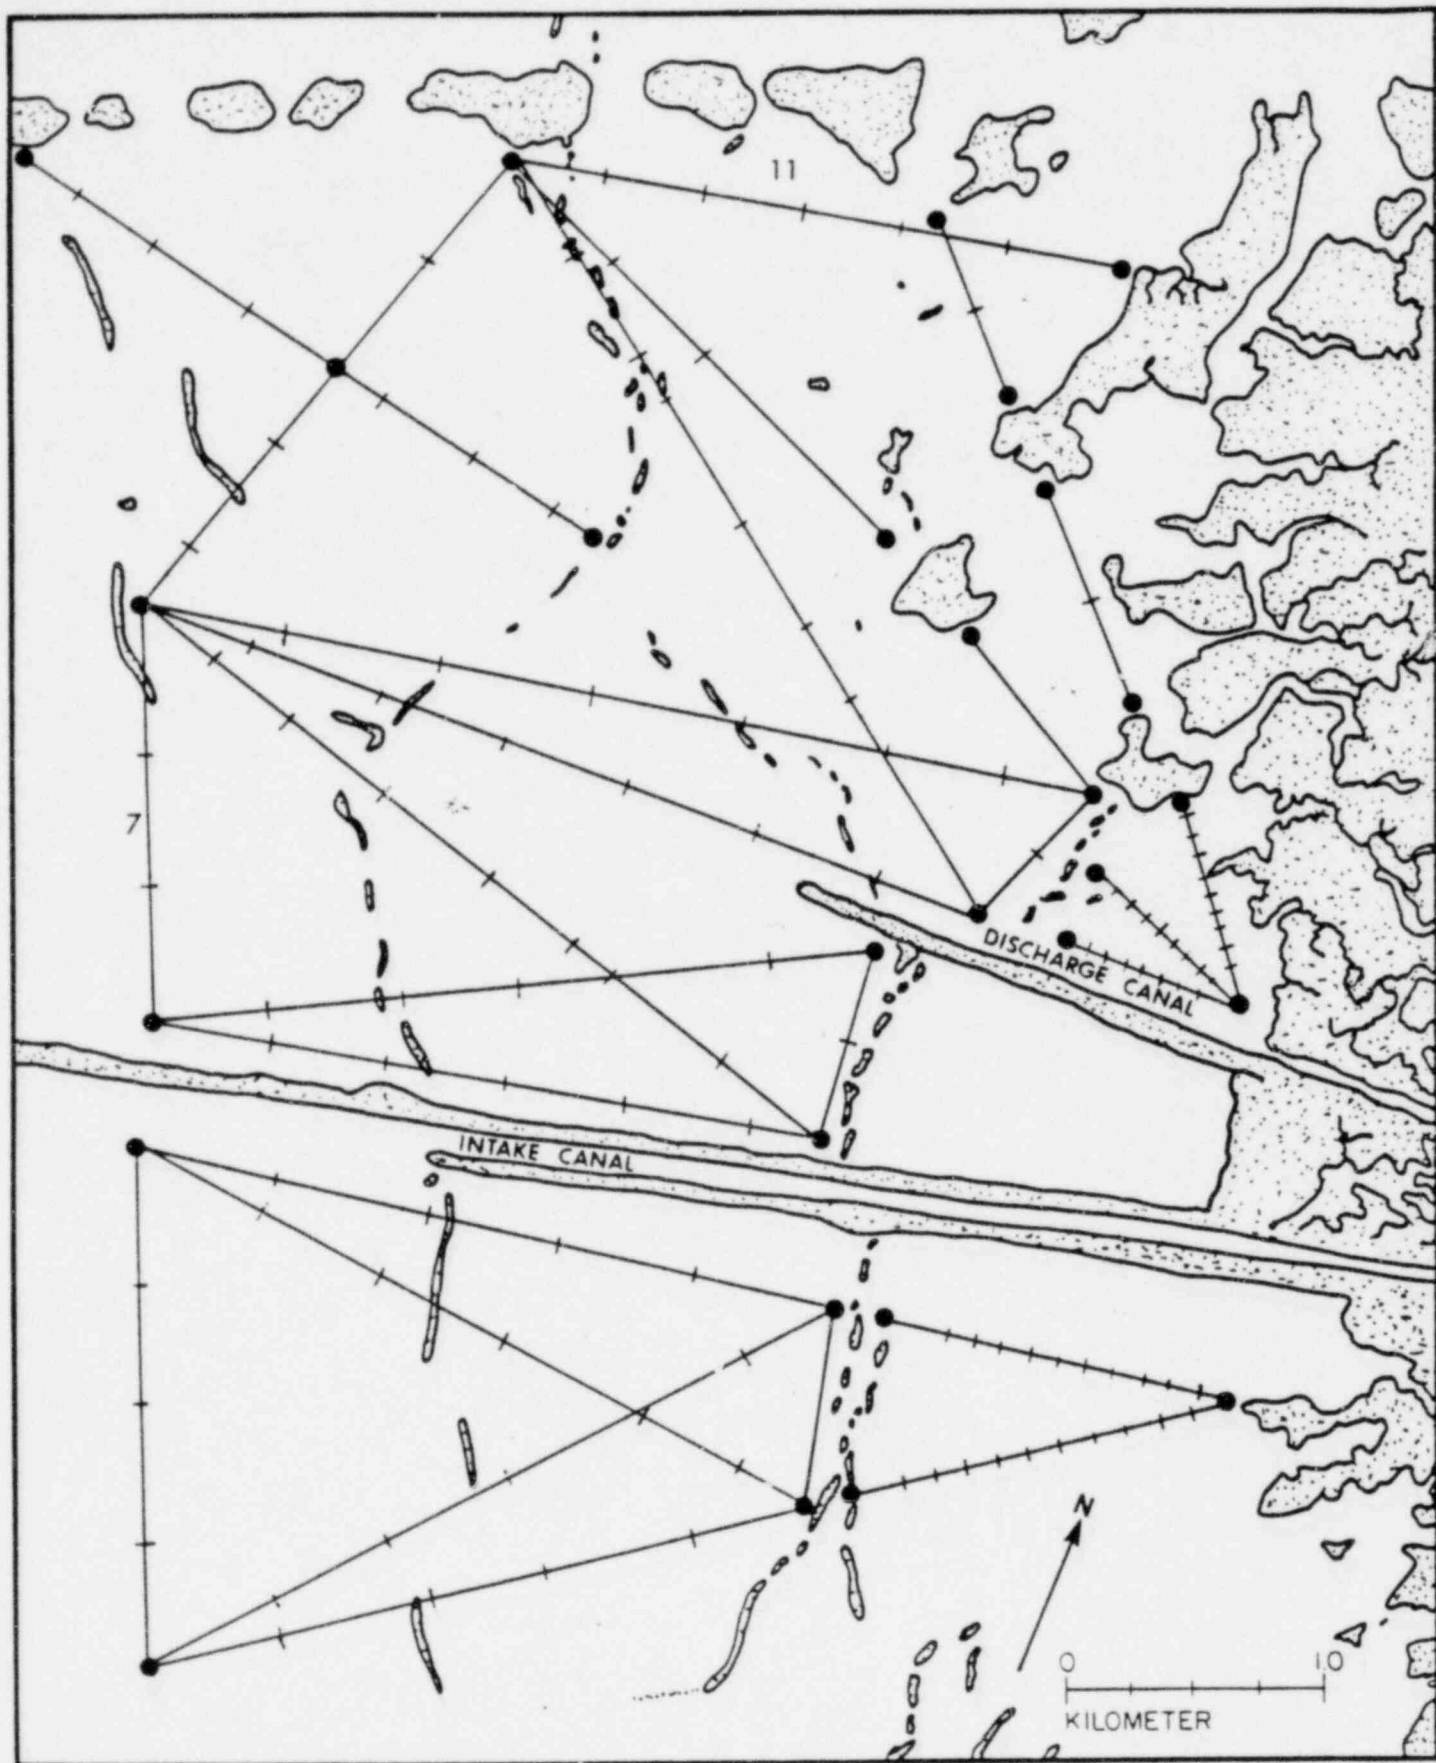 11
7
DISCHARGE CANAL
INTAKE CANAL
N
0 1.0
KILOMETER